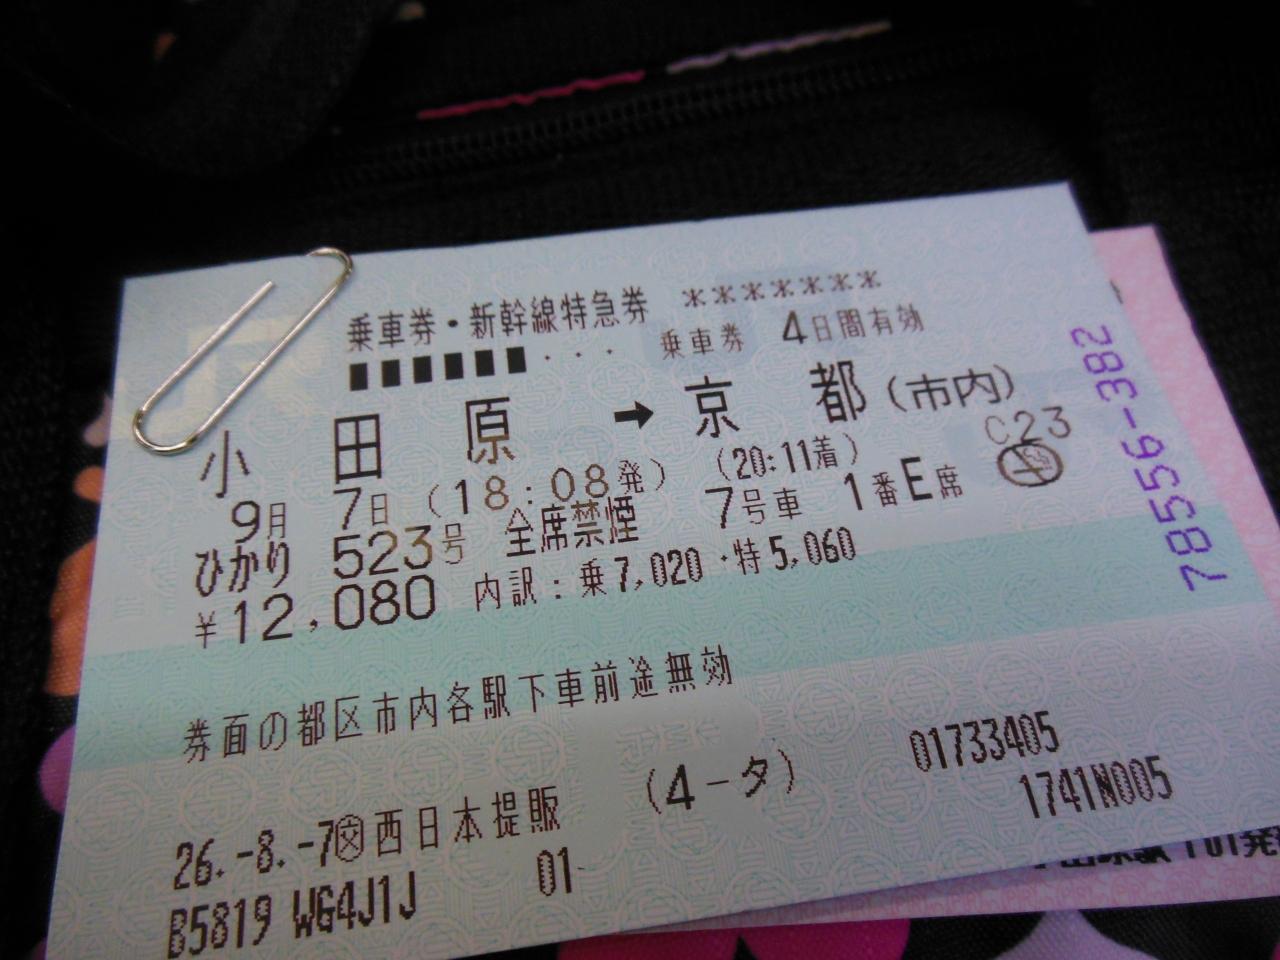 乗車券・新幹線特急券 *******
■■■■■■・・・ 乗車券 4日間有効
小田原 ➡ 京都(市内)
9月 7日 (18:08発) (20:11着) C23
ひかり 523号 全席禁煙 7号車 1番E席
¥12,080 内訳:乗7,020・特5,060
券面の都区市内各駅下車前途無効
26.-8.-7 西日本提販 (4-タ) 01733405
B5819 WG4J1J 01 1741N005
78556-382